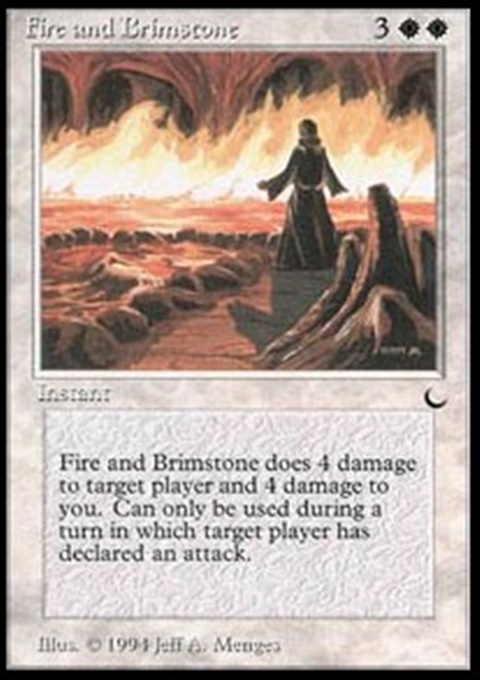 Fire and Brimstone 3
Instant
Fire and Brimstone does 4 damage
to target player and 4 damage to
you. Can only be used during a
turn in which target player has
declared an attack.
Illus. © 1994 Jeff A. Menges